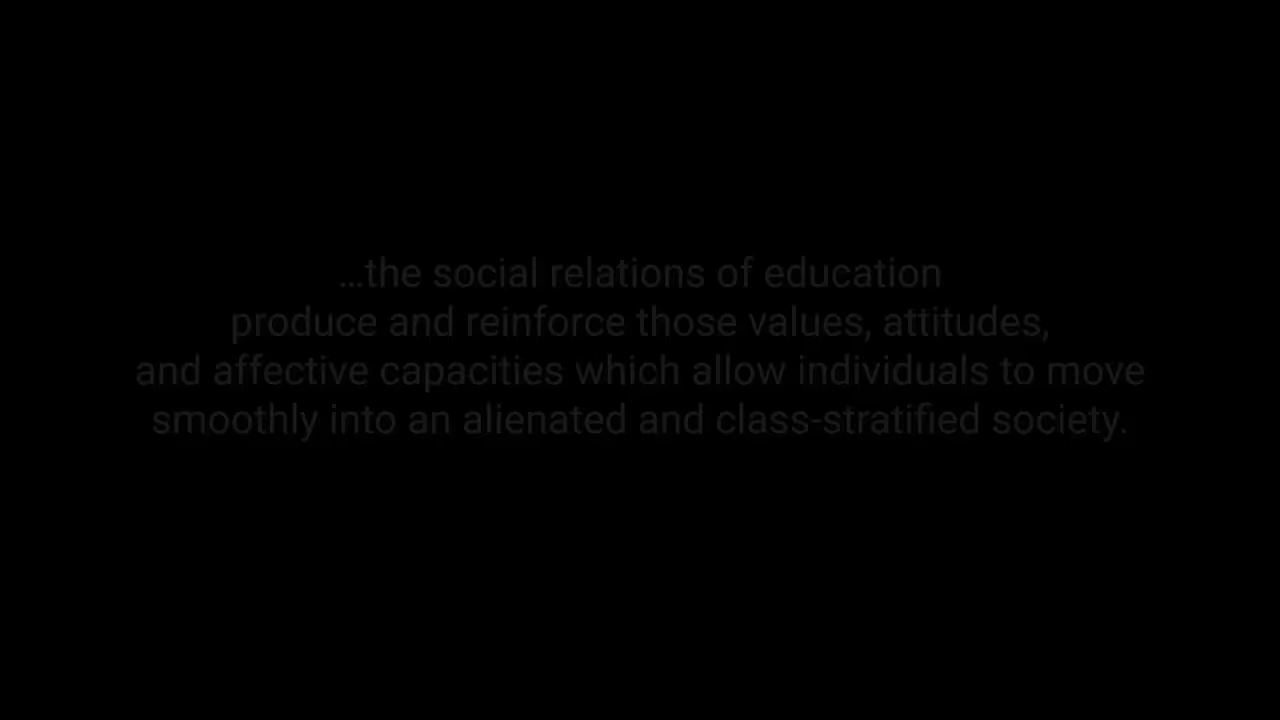 …the social relations of education
produce and reinforce those values, attitudes,
and affective capacities which allow individuals to move
smoothly into an alienated and class-stratified society.